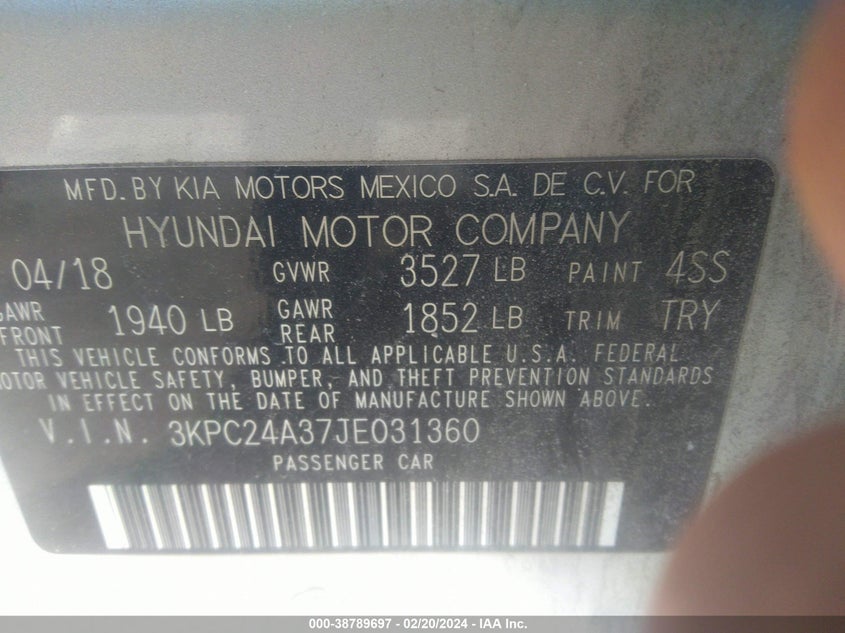 MFD. BY KIA MOTORS MEXICO S.A. DE C.V. FOR
HYUNDAI MOTOR COMPANY
04/18 GVWR 3527 LB PAINT 4SS
GAWR FRONT 1940 LB GAWR REAR 1852 LB TRIM TRY
THIS VEHICLE CONFORMS TO ALL APPLICABLE U.S.A. FEDERAL
MOTOR VEHICLE SAFETY, BUMPER, AND THEFT PREVENTION STANDARDS
IN EFFECT ON THE DATE OF MANUFACTURE SHOWN ABOVE.
V.I.N. 3KPC24A37JE031360
PASSENGER CAR
000-38789697 / 02/20/2024 - IAA Inc.